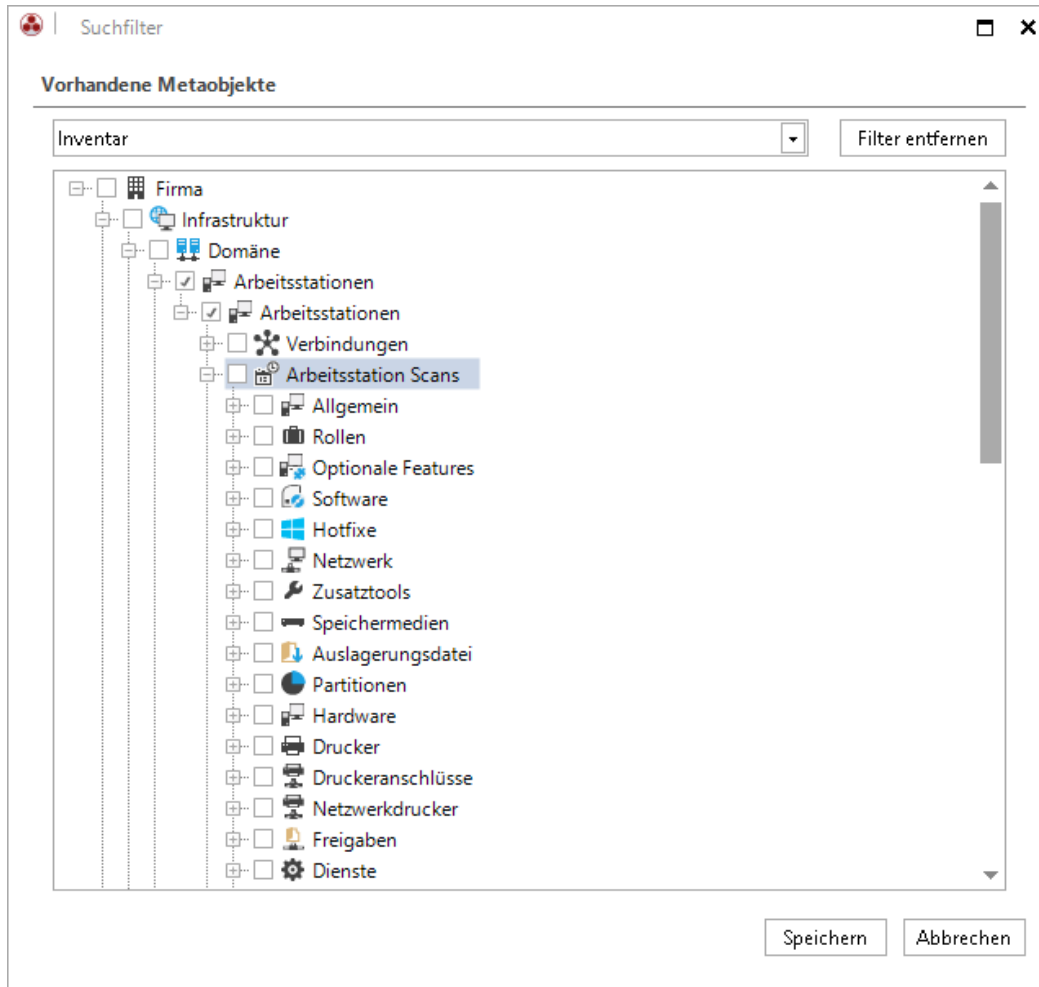 Suchfilter
Vorhandene Metaobjekte
Inventar
Filter entfernen
Firma
Infrastruktur
Domäne
Arbeitsstationen
Arbeitsstationen
Verbindungen
Arbeitsstation Scans
Allgemein
Rollen
Optionale Features
Software
Hotfixe
Netzwerk
Zusatztools
Speichermedien
Auslagerungsdatei
Partitionen
Hardware
Drucker
Druckeranschlüsse
Netzwerkdrucker
Freigaben
Dienste
Speichern
Abbrechen